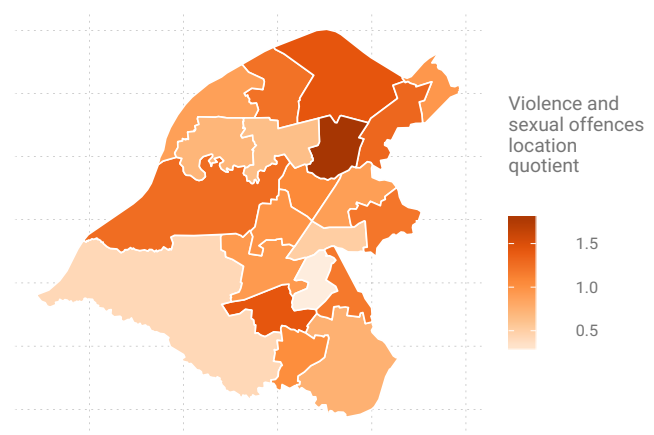 Violence and
sexual offences
location
quotient
1.5
1.0
0.5